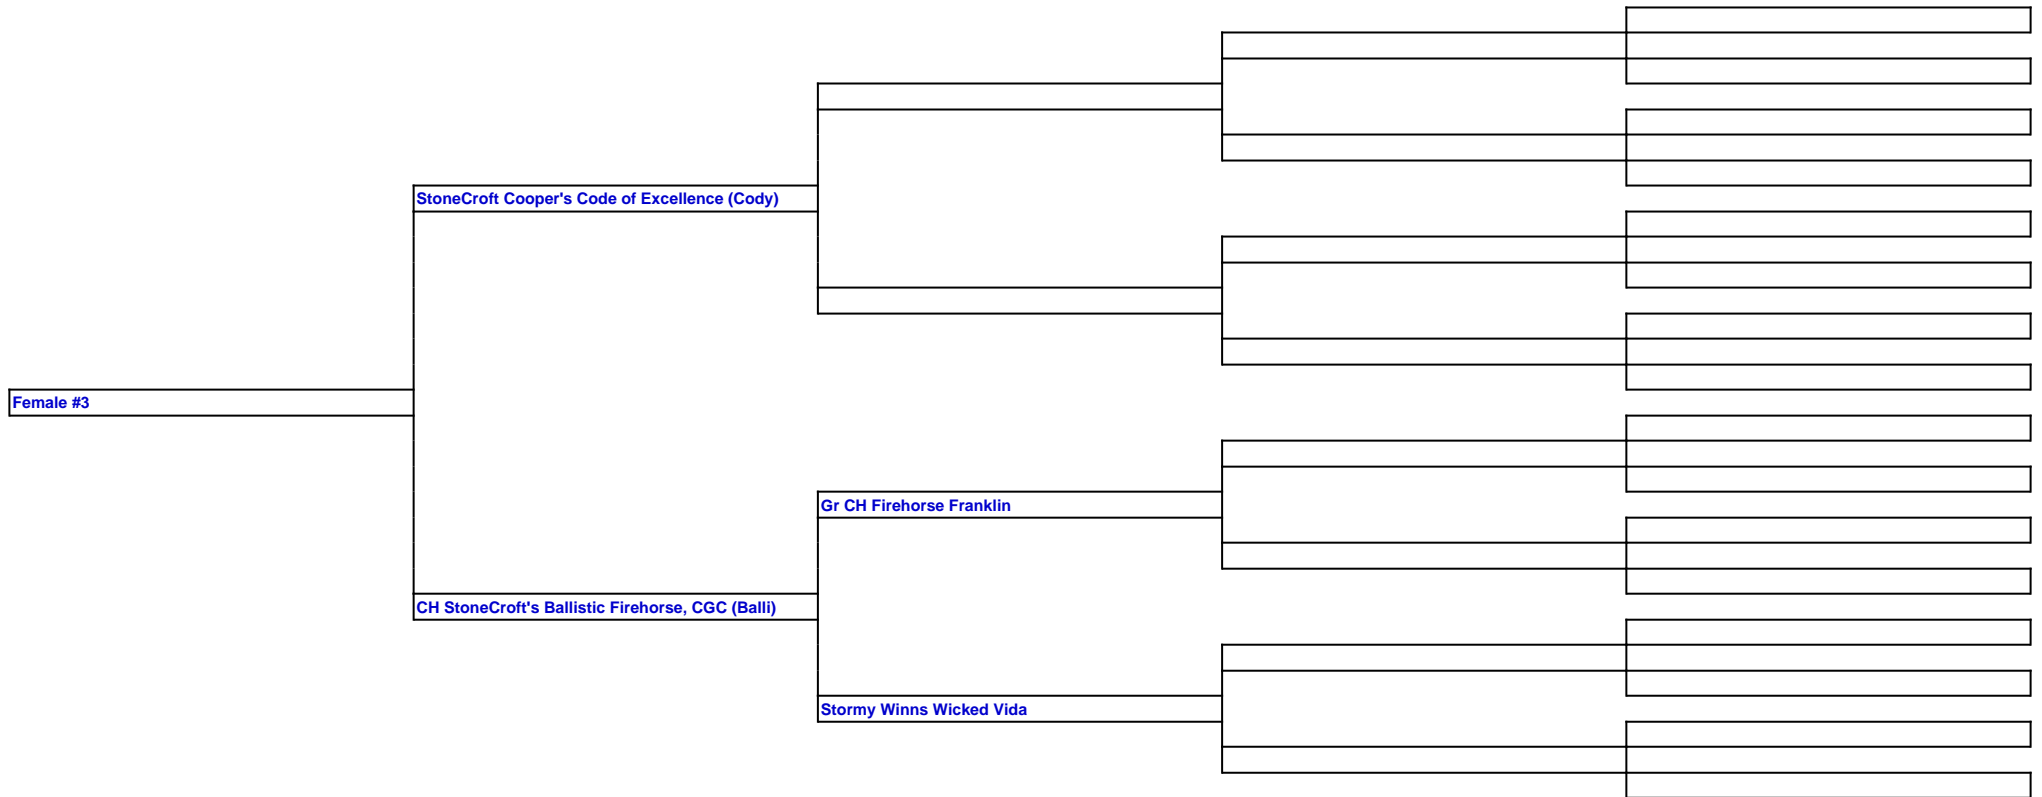 StoneCroft Cooper's Code of Excellence (Cody)
Female #3
Gr CH Firehorse Franklin
CH StoneCroft's Ballistic Firehorse, CGC (Balli)
Stormy Winns Wicked Vida